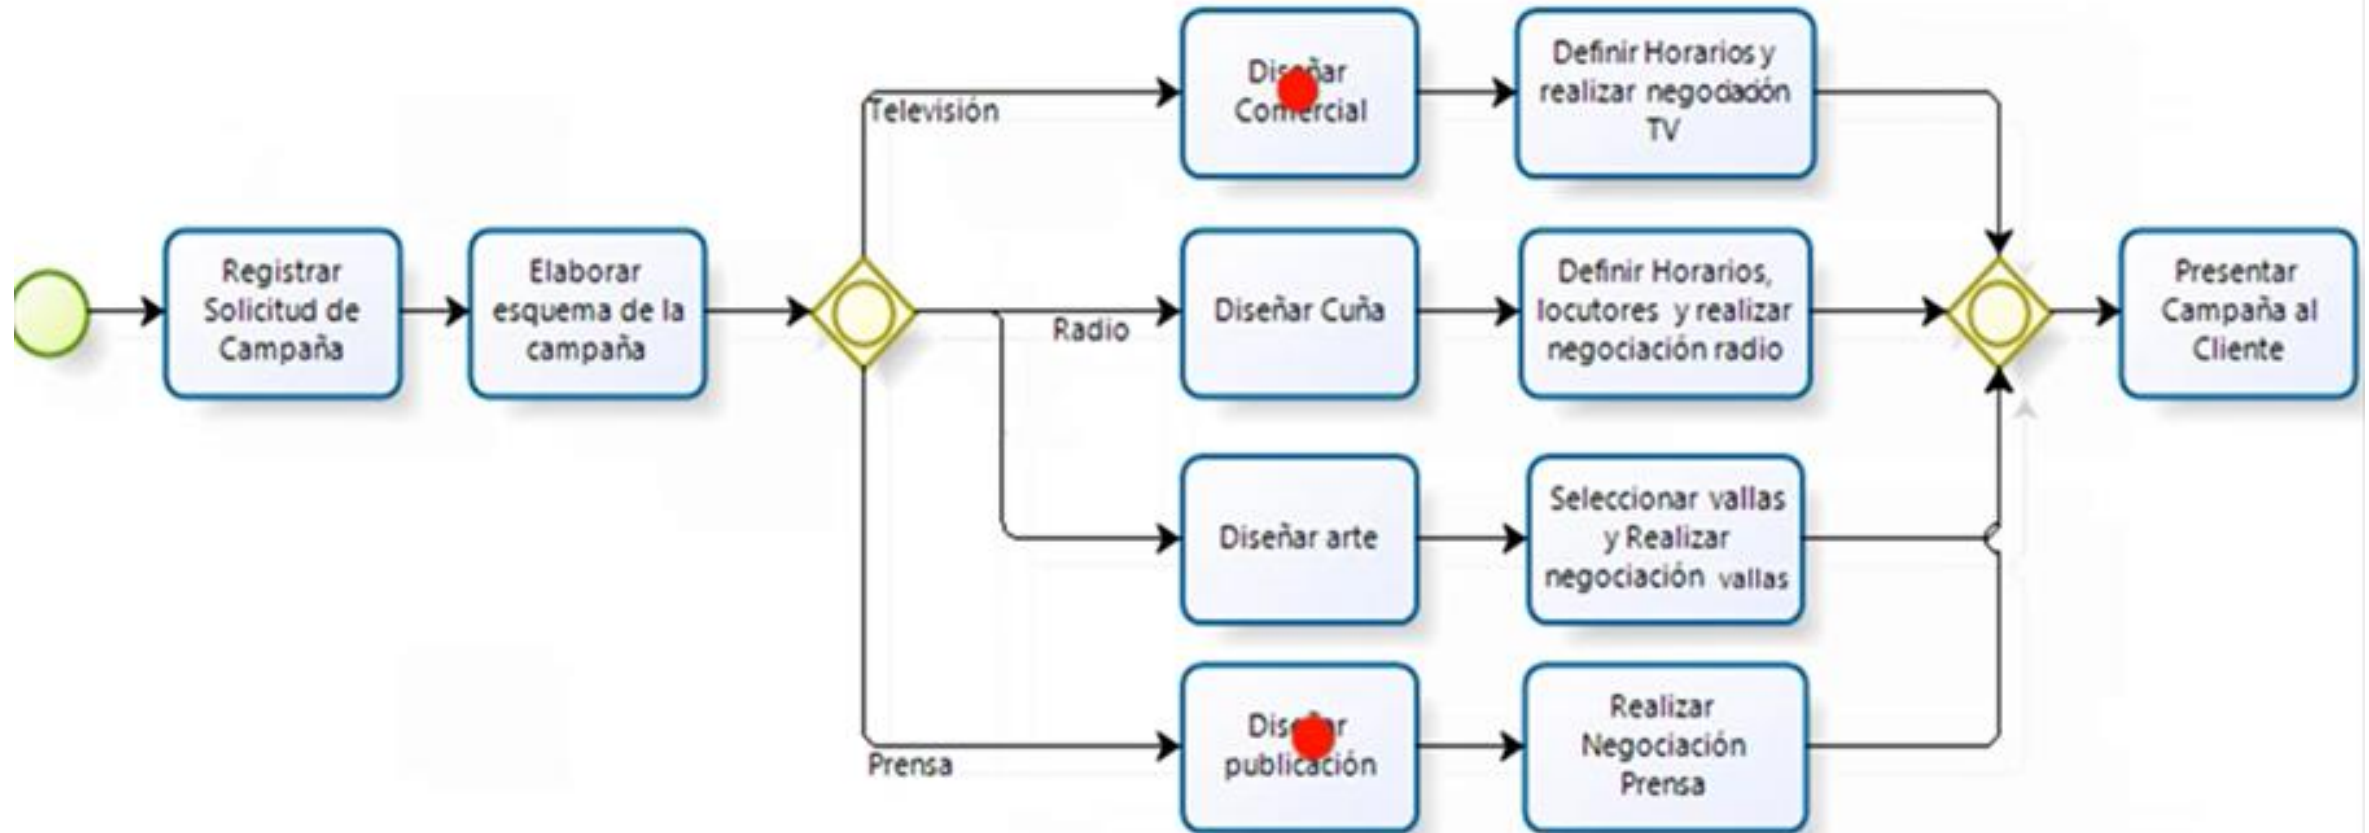 Registrar
Solicitud de
Campaña
Elaborar
esquema de la
campaña
Televisión
Radio
Prensa
Diseñar
Comercial
Definir Horarios y
realizar negociación
TV
Diseñar Cuña
Definir Horarios,
locutores y realizar
negociación radio
Diseñar arte
Seleccionar vallas
y Realizar
negociación vallas
Diseñar
publicación
Realizar
Negociación
Prensa
Presentar
Campaña al
Cliente